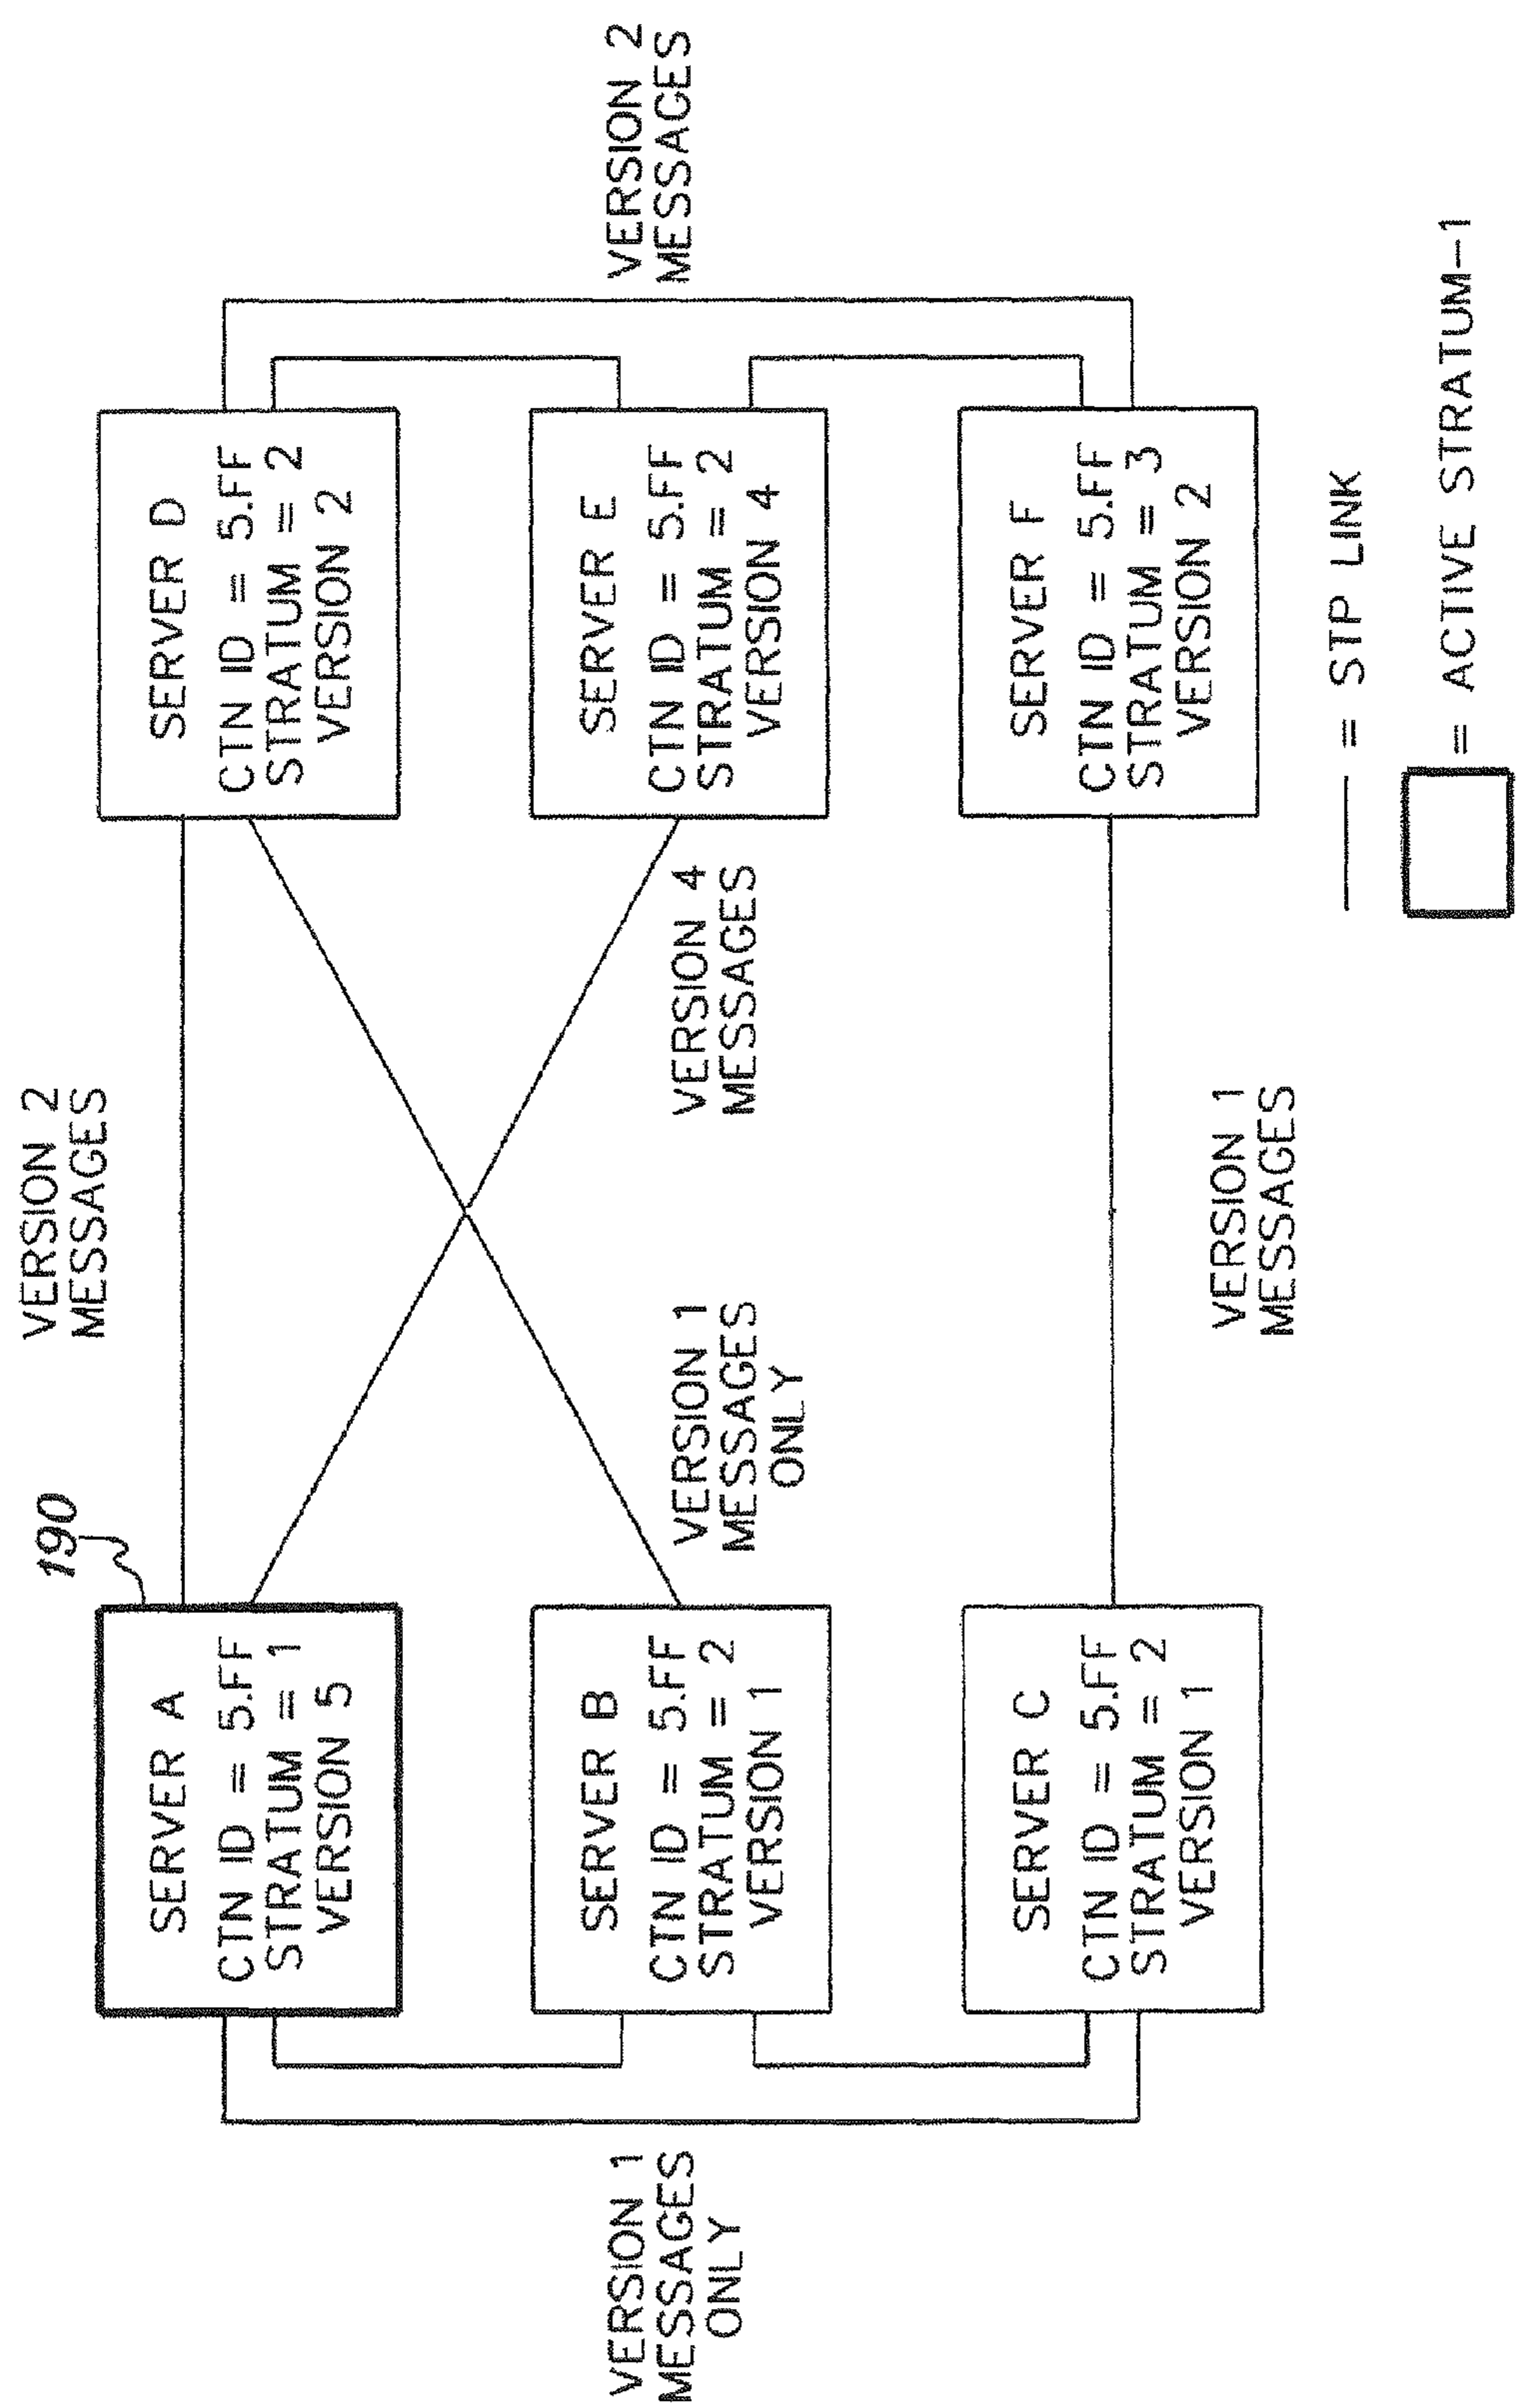 190
SERVER A
CTN ID = 5.FF
STRATUM = 1
VERSION 5
VERSION 2
MESSAGES
SERVER D
CTN ID = 5.FF
STRATUM = 2
VERSION 2
VERSION 1
MESSAGES
ONLY
SERVER B
CTN ID = 5.FF
STRATUM = 2
VERSION 1
VERSION 1
MESSAGES
ONLY
VERSION 4
MESSAGES
SERVER E
CTN ID = 5.FF
STRATUM = 2
VERSION 4
VERSION 2
MESSAGES
SERVER C
CTN ID = 5.FF
STRATUM = 2
VERSION 1
VERSION 1
MESSAGES
SERVER F
CTN ID = 5.FF
STRATUM = 3
VERSION 2
= STP LINK
= ACTIVE STRATUM-1